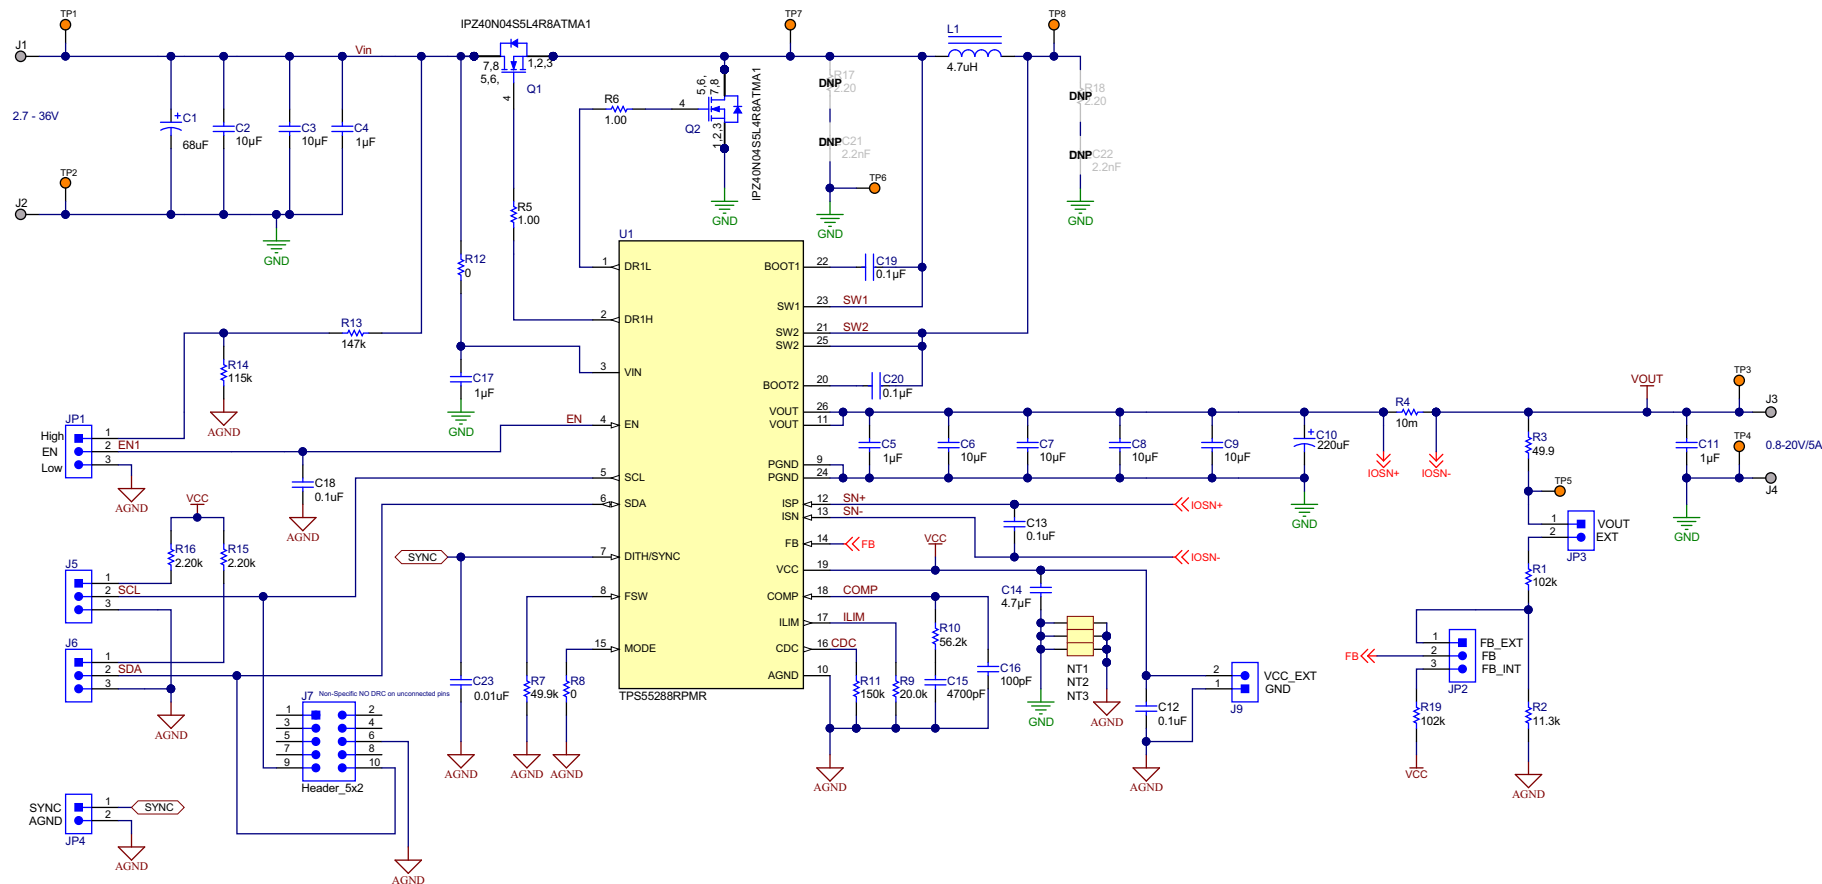 TP1
J1
Vin
2.7 - 36V
C1
68uF
C2
10µF
C3
10µF
C4
1µF
TP2
J2
GND
IPZ40N04S5L4R8ATMA1
7,8
5,6,
1,2,3
4
Q1
R6
1.00
4
Q2
5,6,
7,8
1,2,3
IPZ40N04S5L4R8ATMA1
GND
TP7
R17
DNP
2.20
C21
DNP
2.2nF
TP6
GND
L1
4.7uH
TP8
R18
DNP
2.20
C22
DNP
2.2nF
GND
R5
1.00
R12
0
R13
147k
R14
115k
AGND
C17
1µF
GND
JP1
High
EN
Low
1
2
3
EN1
AGND
EN
C18
0.1uF
AGND
VCC
R16
2.20k
R15
2.20k
J5
1
2
3
SCL
J6
1
2
3
SDA
AGND
J7
Non-Specific NO DRC on unconnected pins
1
2
3
4
5
6
7
8
9
10
Header_5x2
AGND
SYNC
AGND
1
2
JP4
SYNC
AGND
SYNC
C23
0.01uF
AGND
R7
49.9k
AGND
R8
0
AGND
U1
1
DR1L
2
DR1H
3
VIN
4
EN
5
SCL
6
SDA
7
DITH/SYNC
8
FSW
15
MODE
TPS55288RPMR
BOOT1
22
SW1
23
SW1
SW2
21
SW2
SW2
25
BOOT2
20
VOUT
26
VOUT
11
PGND
9
PGND
24
ISP
12
SN+
ISN
13
SN-
FB
14
FB
VCC
19
COMP
18
COMP
ILIM
17
ILIM
CDC
16
CDC
AGND
10
C19
0.1µF
C20
0.1µF
C5
1µF
C6
10µF
C7
10µF
C8
10µF
C9
10µF
C10
220uF
GND
R4
10m
IOSN+
IOSN-
VOUT
TP3
J3
C11
1µF
TP4
0.8-20V/5A
J4
GND
R3
49.9
TP5
1
2
VOUT
EXT
JP3
R1
102k
1
2
3
FB_EXT
FB
FB_INT
JP2
FB
R19
102k
VCC
R2
11.3k
AGND
IOSN+
C13
0.1uF
IOSN-
VCC
C14
4.7µF
GND
NT1
NT2
NT3
AGND
R10
56.2k
C15
4700pF
C16
100pF
R11
150k
R9
20.0k
AGND
C12
0.1uF
AGND
2
1
VCC_EXT
GND
J9